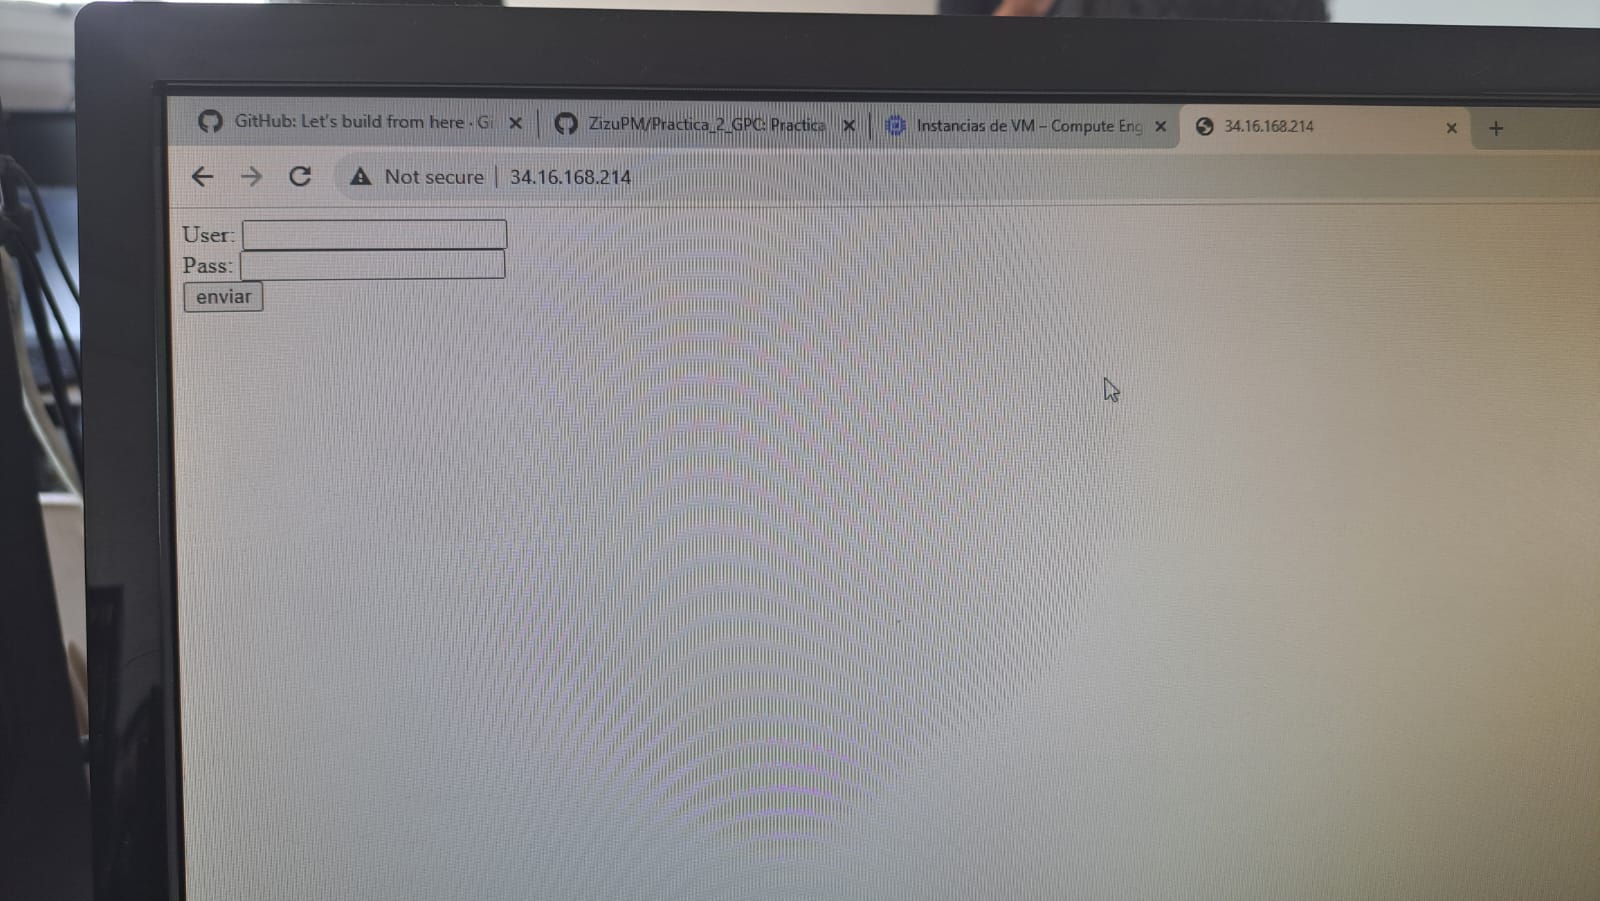 GitHub: Let's build from here · Gi
ZizuPM/Practica_2_GPC: Practica
Instancias de VM – Compute Eng
34.16.168.214
Not secure
34.16.168.214
User:
Pass:
enviar